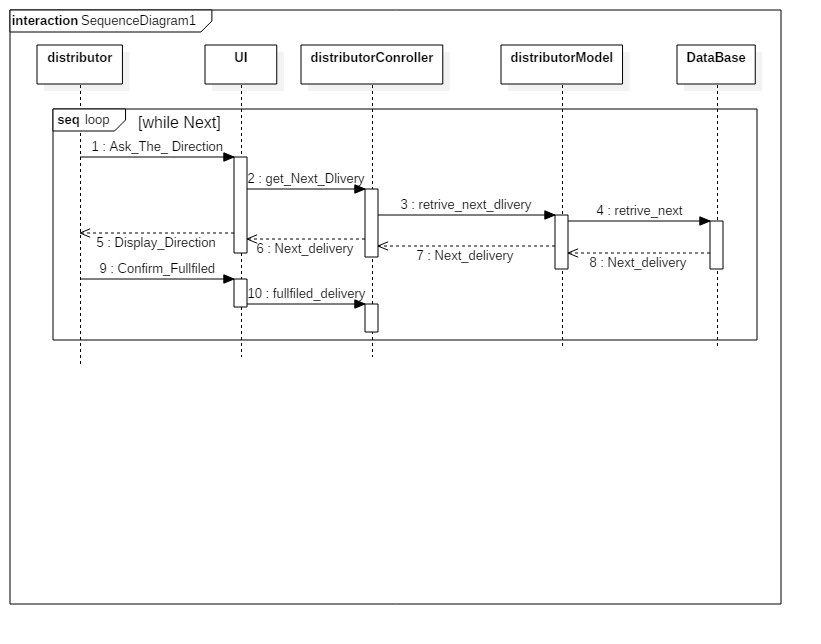 interaction SequenceDiagram1
distributor
UI
distributorConroller
distributorModel
DataBase
seq loop
[while Next]
1 : Ask_The_ Direction
2 : get_Next_Dlivery
3 : retrive_next_dlivery
4 : retrive_next
5 : Display_Direction
6 : Next_delivery
7 : Next_delivery
8 : Next_delivery
9 : Confirm_Fullfiled
10 : fullfiled_delivery